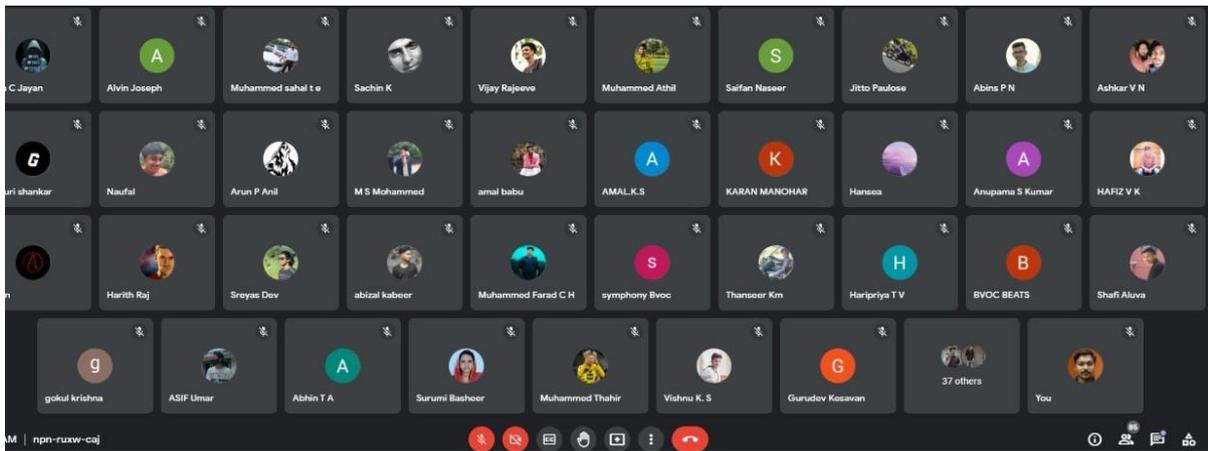 C Jayan
A
Alvin Joseph
Muhammed sahal t e
Sachin K
Vijay Rajeeve
Muhammed Athil
S
Saifan Naseer
Jitto Paulose
Abins P N
Ashkar V N
G
uri shankar
Naufal
Arun P Anil
M S Mohammed
amal babu
A
AMAL.K.S
K
KARAN MANOHAR
Hansea
A
Anupama S Kumar
HAFIZ V K
n
Harith Raj
Sreyas Dev
abizal kabeer
Muhammed Farad C H
s
symphony Bvoc
Thanseer Km
H
Haripriya T V
B
BVOC BEATS
Shafi Aluva
g
gokul krishna
ASIF Umar
A
Abhin T A
Surumi Basheer
Muhammed Thahir
Vishnu K. S
G
Gurudev Kesavan
37 others
You
AM | npn-ruxw-caj
85